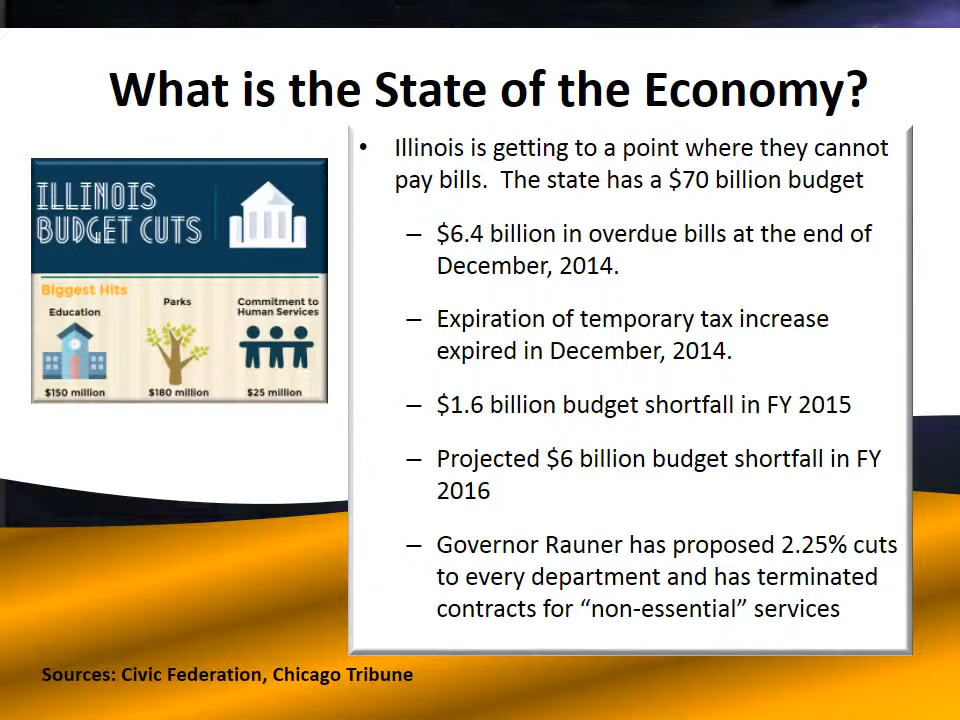 What is the State of the Economy?
ILLINOIS
BUDGET CUTS
Biggest Hits
Education
Parks
Commitment to
Human Services
$150 million
$180 million
$25 million
• Illinois is getting to a point where they cannot
pay bills. The state has a $70 billion budget
– $6.4 billion in overdue bills at the end of
December, 2014.
– Expiration of temporary tax increase
expired in December, 2014.
– $1.6 billion budget shortfall in FY 2015
– Projected $6 billion budget shortfall in FY
2016
– Governor Rauner has proposed 2.25% cuts
to every department and has terminated
contracts for “non-essential” services
Sources: Civic Federation, Chicago Tribune